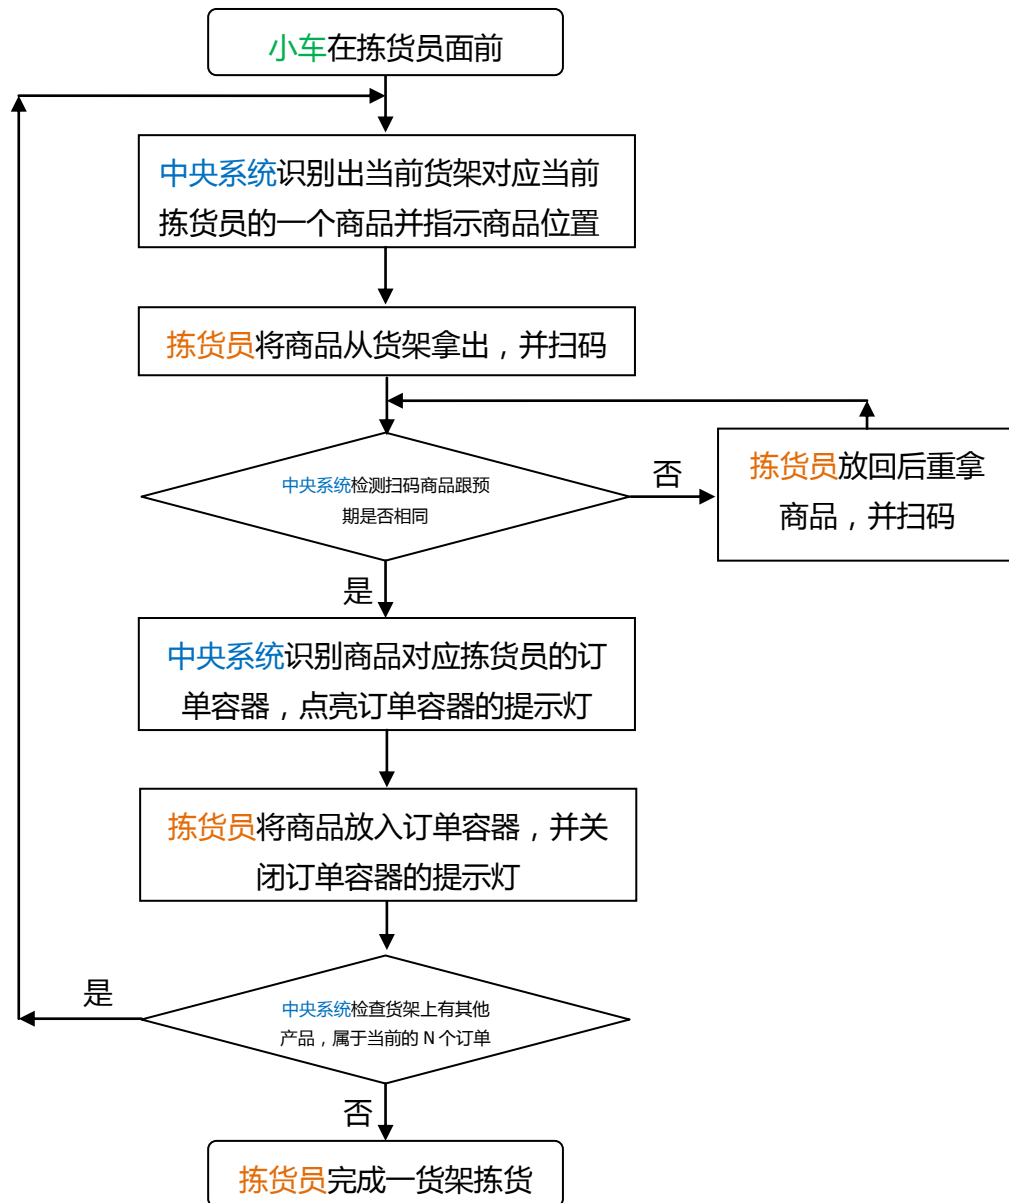 小车在拣货员面前
中央系统识别出当前货架对应当前
拣货员的一个商品并指示商品位置
拣货员将商品从货架拿出，并扫码
中央系统检测扫码商品跟预
期是否相同
否
拣货员放回后重拿
商品，并扫码
是
中央系统识别商品对应拣货员的订
单容器，点亮订单容器的提示灯
拣货员将商品放入订单容器，并关
闭订单容器的提示灯
是
中央系统检查货架上有其他
产品，属于当前的 N 个订单
否
拣货员完成一货架拣货